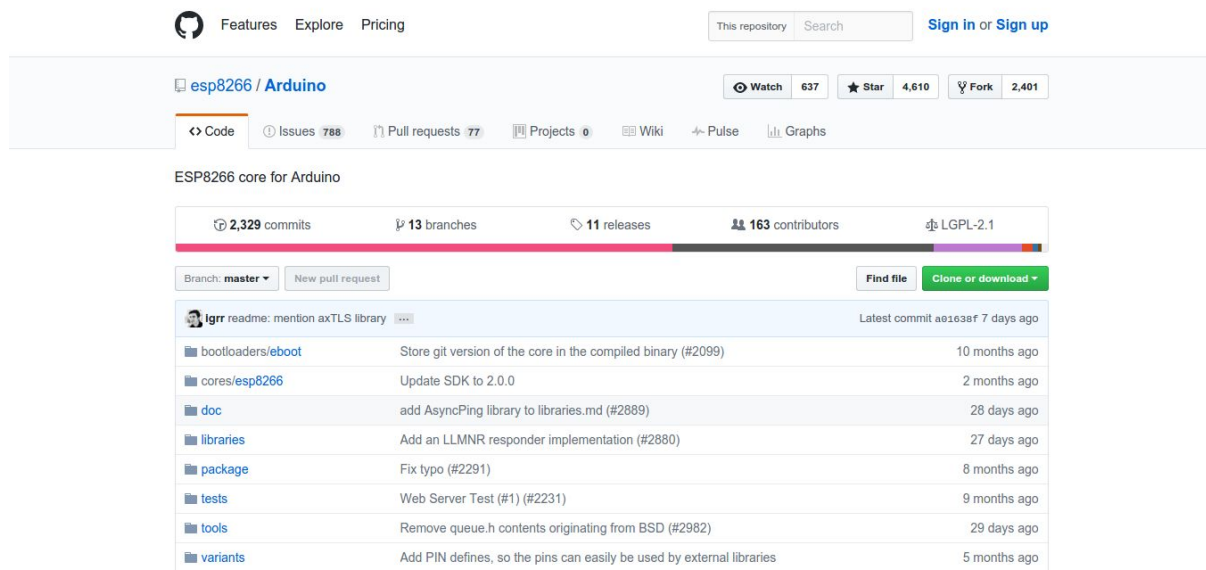 Features Explore Pricing This repository Search Sign in or Sign up
esp8266 / Arduino Watch 637 Star 4,610 Fork 2,401
Code Issues 788 Pull requests 77 Projects 0 Wiki Pulse Graphs
ESP8266 core for Arduino
2,329 commits 13 branches 11 releases 163 contributors LGPL-2.1
Branch: master New pull request Find file Clone or download
igrr readme: mention axTLS library ... Latest commit a01638f 7 days ago
bootloaders/eboot Store git version of the core in the compiled binary (#2099) 10 months ago
cores/esp8266 Update SDK to 2.0.0 2 months ago
doc add AsyncPing library to libraries.md (#2889) 28 days ago
libraries Add an LLMNR responder implementation (#2880) 27 days ago
package Fix typo (#2291) 8 months ago
tests Web Server Test (#1) (#2231) 9 months ago
tools Remove queue.h contents originating from BSD (#2982) 29 days ago
variants Add PIN defines, so the pins can easily be used by external libraries 5 months ago